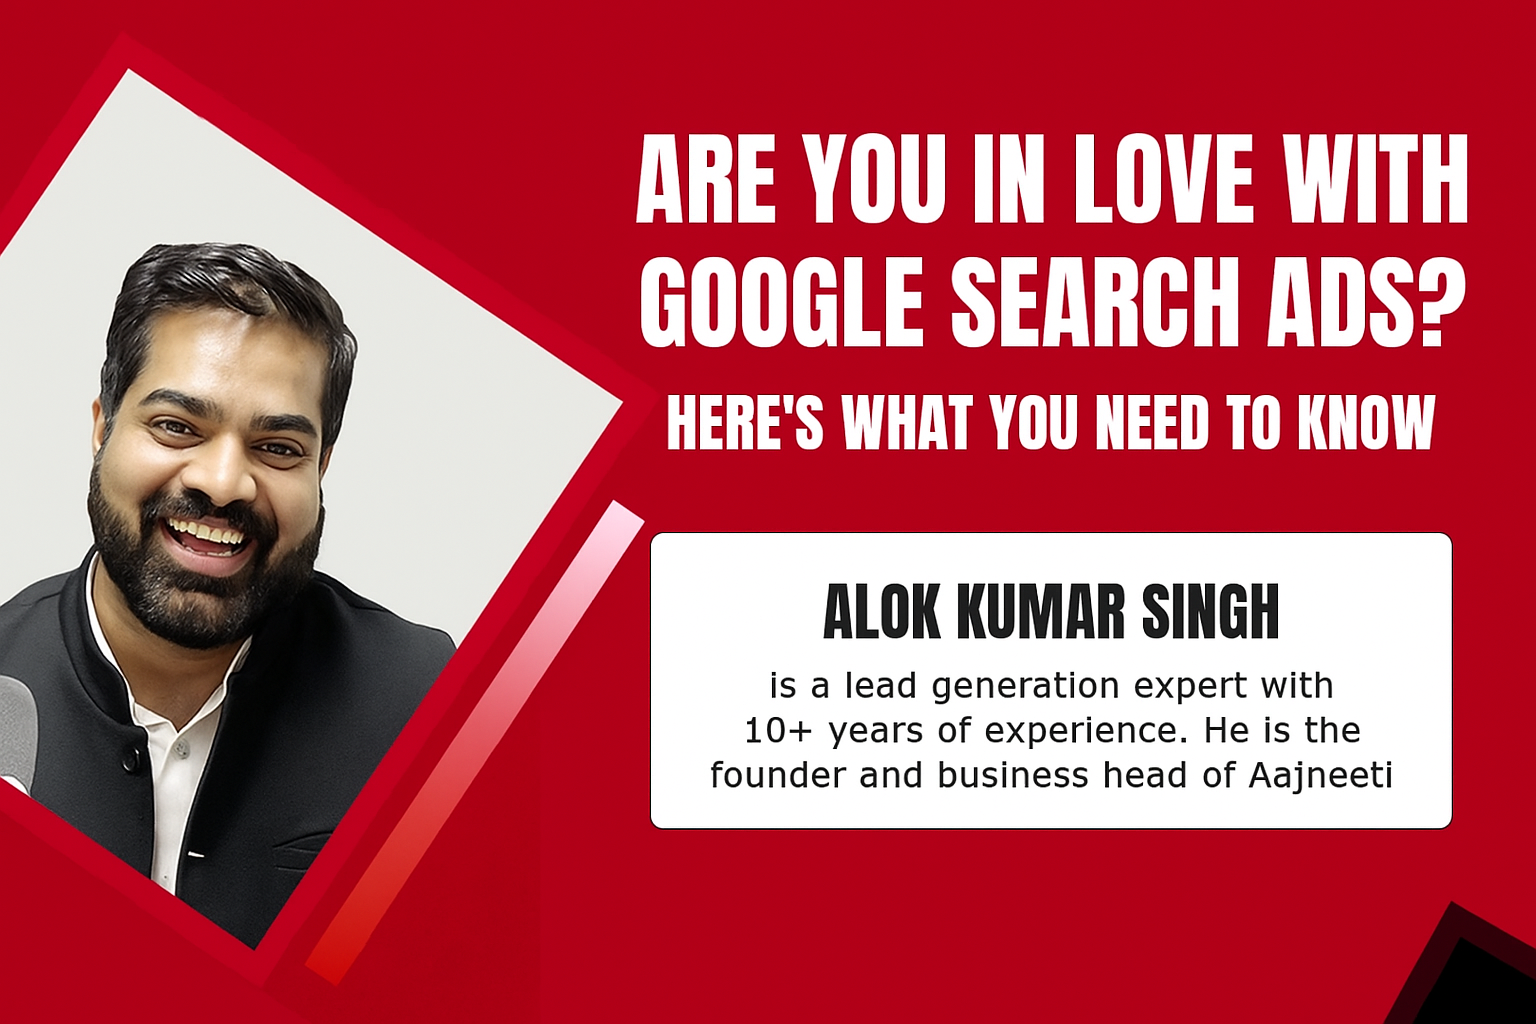 ARE YOU IN LOVE WITH
GOOGLE SEARCH ADS?
HERE'S WHAT YOU NEED TO KNOW
ALOK KUMAR SINGH
is a lead generation expert with
10+ years of experience. He is the
founder and business head of Aajneeti